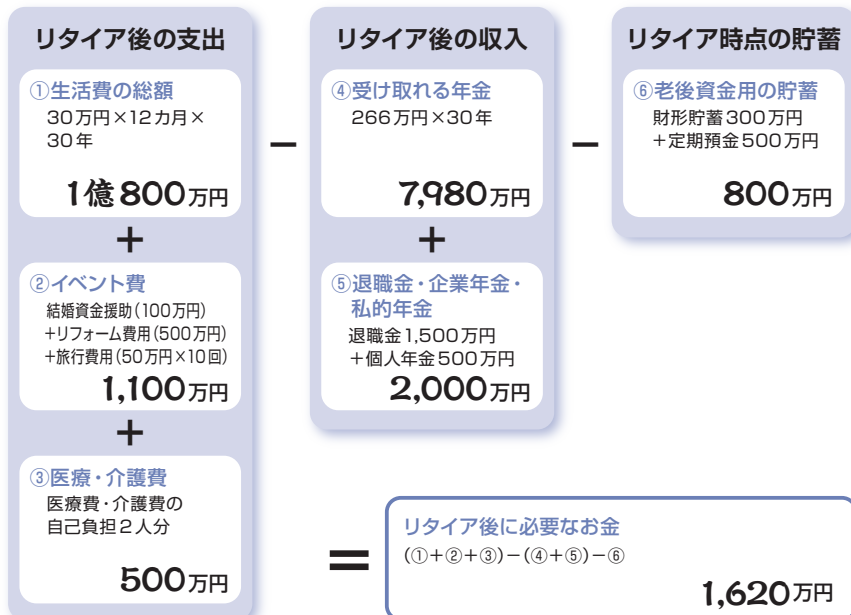 リタイア後の支出
①生活費の総額
30万円×12カ月×
30年
1億800万円
+
②イベント費
結婚資金援助(100万円)
+リフォーム費用(500万円)
+旅行費用(50万円×10回)
1,100万円
+
③医療・介護費
医療費・介護費の
自己負担2人分
500万円
−
リタイア後の収入
④受け取れる年金
266万円×30年
7,980万円
+
⑤退職金・企業年金・
私的年金
退職金1,500万円
+個人年金500万円
2,000万円
−
リタイア時点の貯蓄
⑥老後資金用の貯蓄
財形貯蓄300万円
+定期預金500万円
800万円
=
リタイア後に必要なお金
(①+②+③)−(④+⑤)−⑥
1,620万円